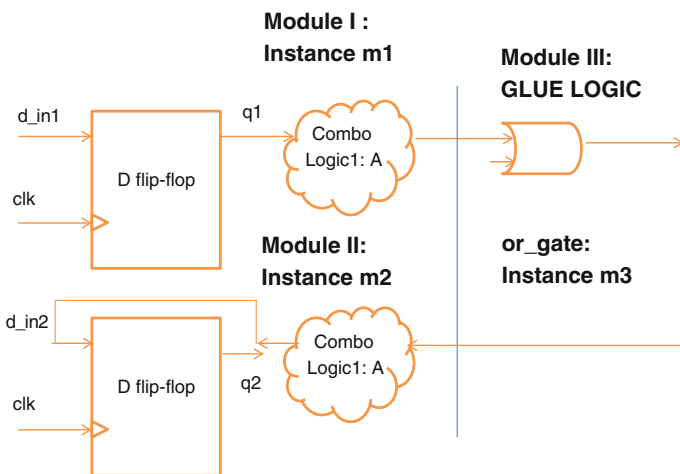 Module I :
Instance m1
Module III:
GLUE LOGIC
d_in1
q1
Combo
Logic1: A
D flip-flop
clk
Module II:
Instance m2
or_gate:
Instance m3
d_in2
Combo
Logic1: A
D flip-flop
q2
clk